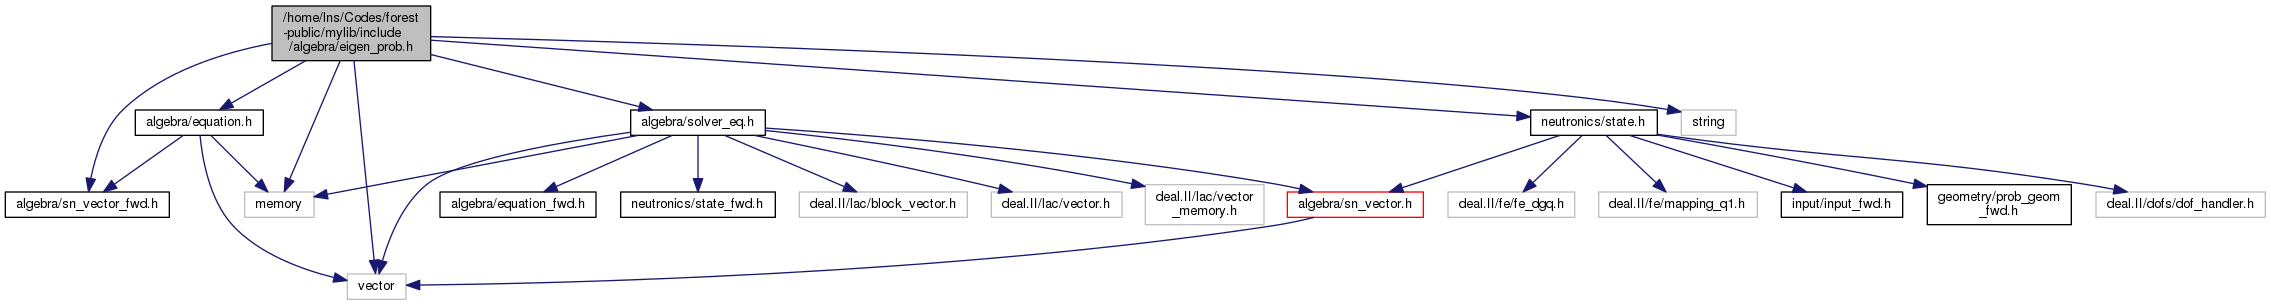 /home/lns/Codes/forest
-public/mylib/include
/algebra/eigen_prob.h
algebra/equation.h
algebra/solver_eq.h
neutronics/state.h
string
algebra/sn_vector_fwd.h
memory
algebra/equation_fwd.h
neutronics/state_fwd.h
deal.II/lac/block_vector.h
deal.II/lac/vector.h
deal.II/lac/vector
_memory.h
algebra/sn_vector.h
deal.II/fe/fe_dgq.h
deal.II/fe/mapping_q1.h
input/input_fwd.h
geometry/prob_geom
_fwd.h
deal.II/dofs/dof_handler.h
vector